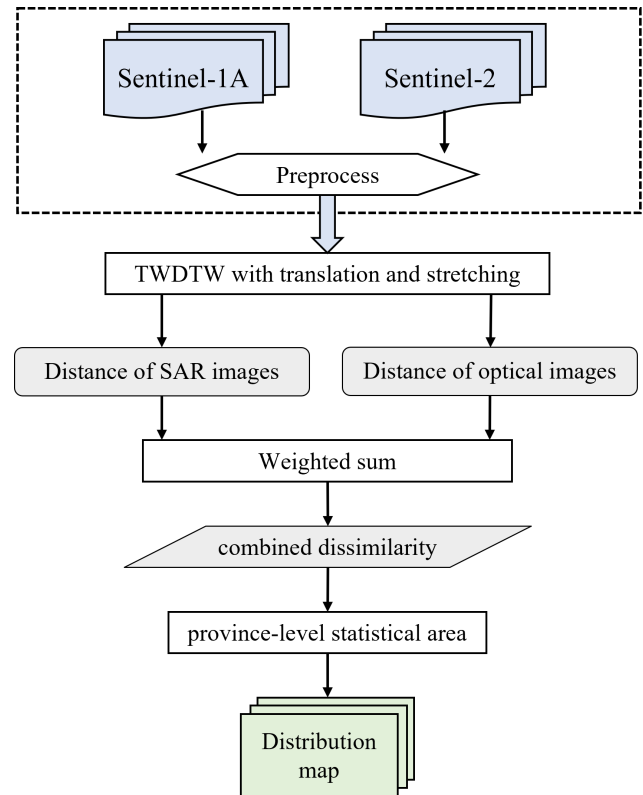 Sentinel-1A
Sentinel-2
Preprocess
TWDTW with translation and stretching
Distance of SAR images
Distance of optical images
Weighted sum
combined dissimilarity
province-level statistical area
Distribution
map